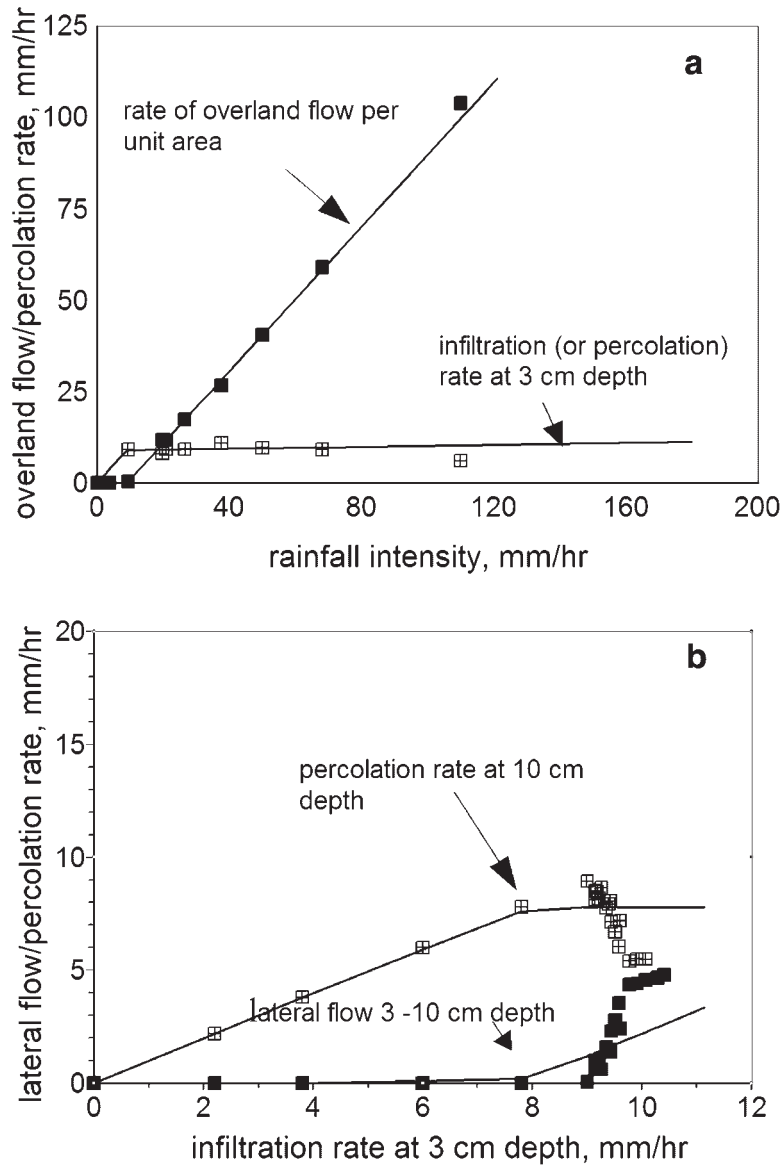 overland flow/percolation rate, mm/hr
125
100
75
50
25
0
a
rate of overland flow per
unit area
infiltration (or percolation)
rate at 3 cm depth
0
40
80
120
160
200
rainfall intensity, mm/hr
lateral flow/percolation rate, mm/hr
20
15
10
5
0
b
percolation rate at 10 cm
depth
lateral flow 3 -10 cm depth
0
2
4
6
8
10
12
infiltration rate at 3 cm depth, mm/hr